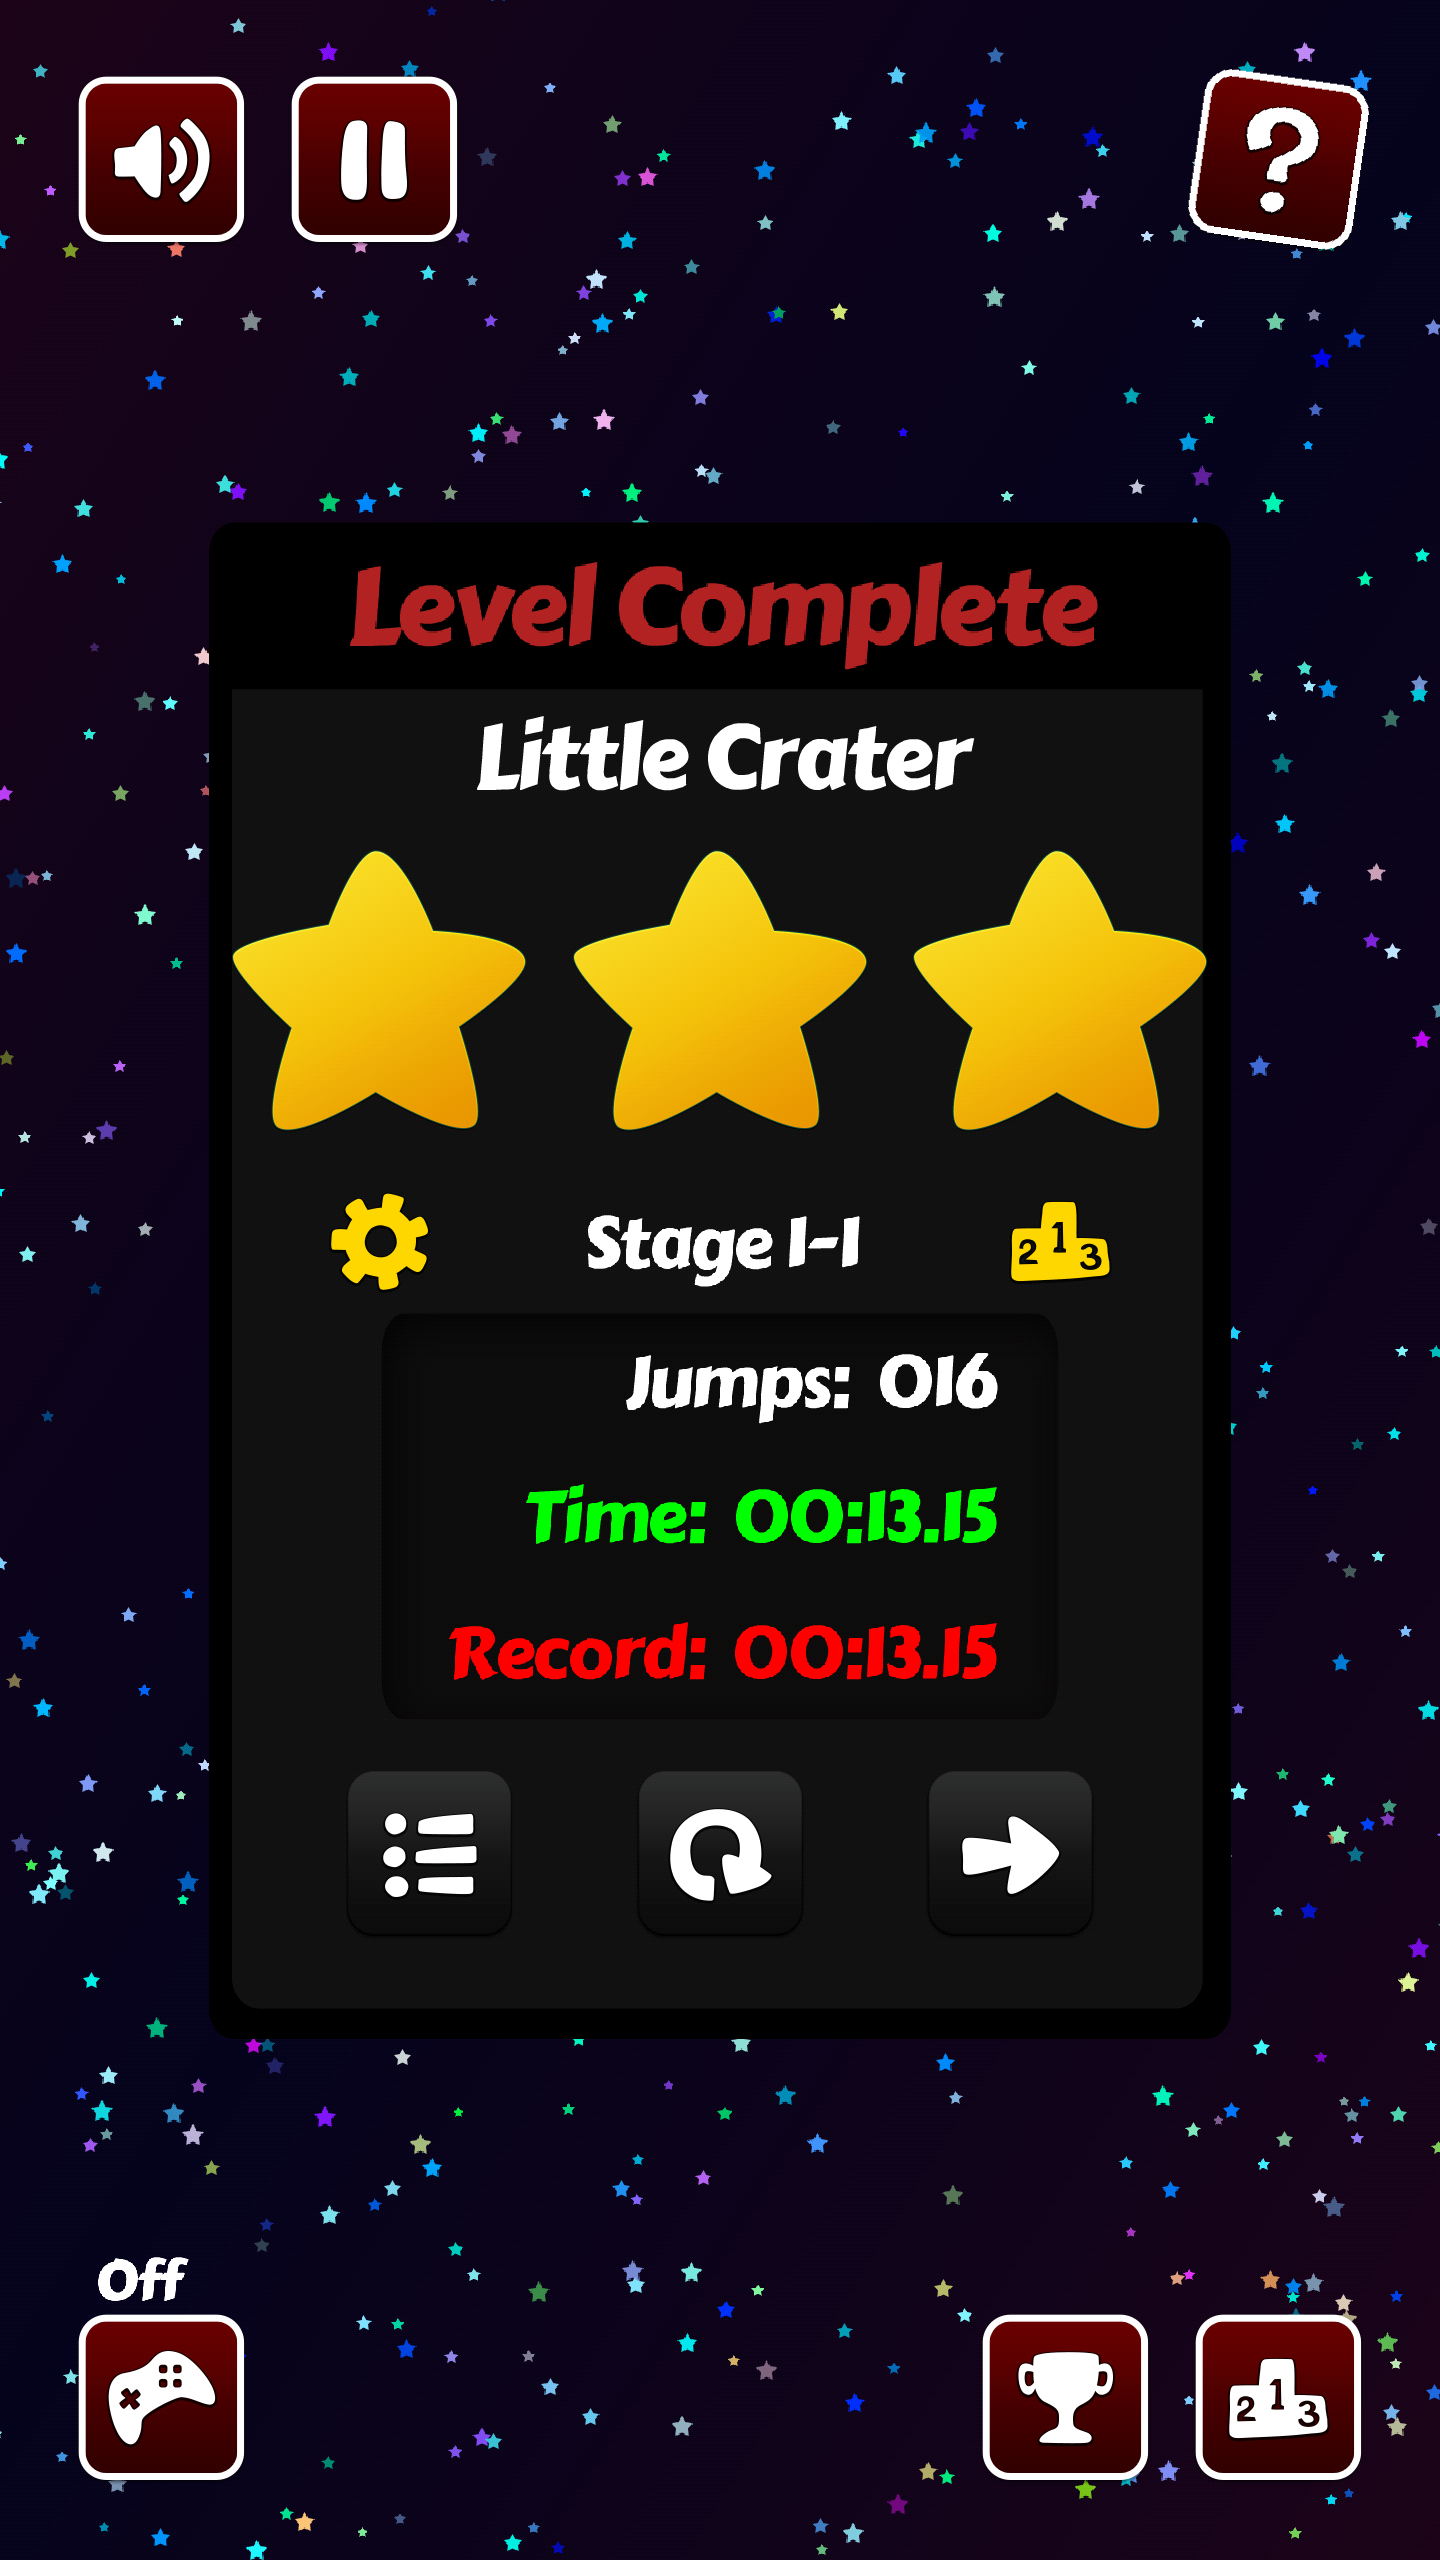 ?
Level Complete
Little Crater
Stage 1-1
2 1 3
Jumps: 016
Time: 00:13.15
Record: 00:13.15
Off
2 1 3